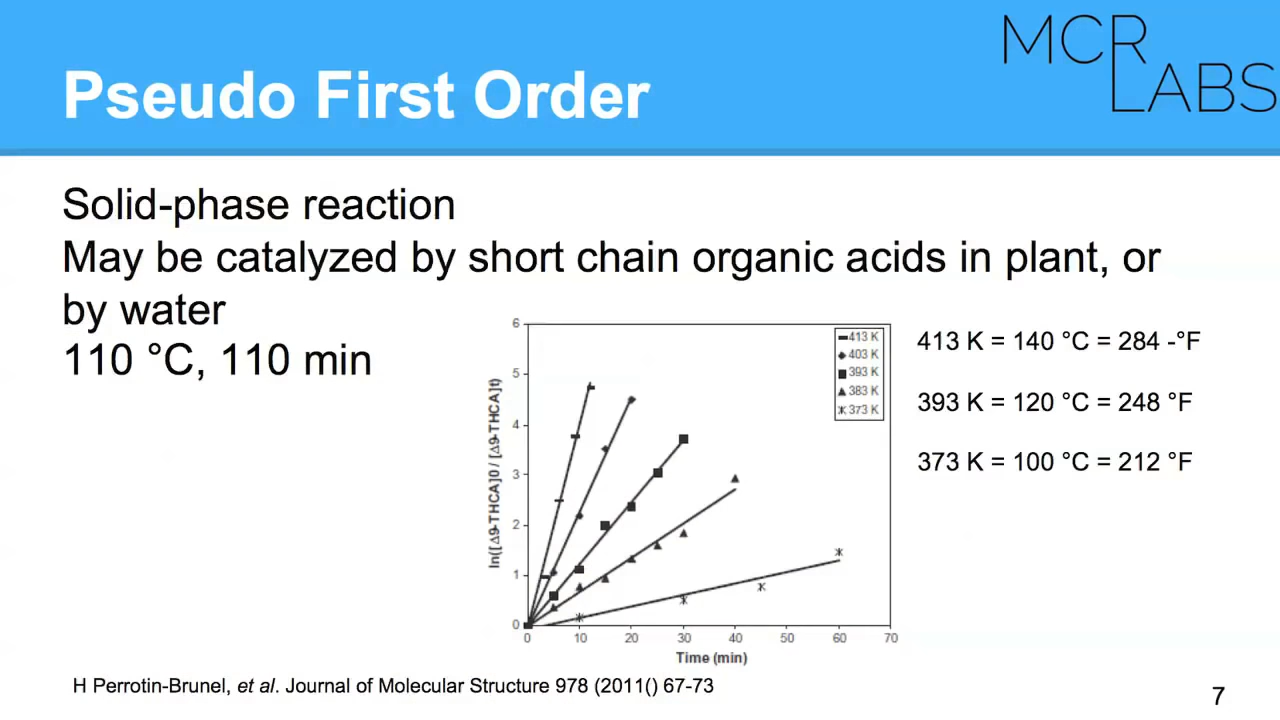 MCR
LABS
Pseudo First Order
Solid-phase reaction
May be catalyzed by short chain organic acids in plant, or
by water
110 °C, 110 min
ln([Δ9-THCA]0 / [Δ9-THCA]t)
6
5
4
3
2
1
0
0 10 20 30 40 50 60 70
Time (min)
413 K
403 K
393 K
383 K
373 K
413 K = 140 °C = 284 -°F
393 K = 120 °C = 248 °F
373 K = 100 °C = 212 °F
H Perrotin-Brunel, et al. Journal of Molecular Structure 978 (2011() 67-73
7